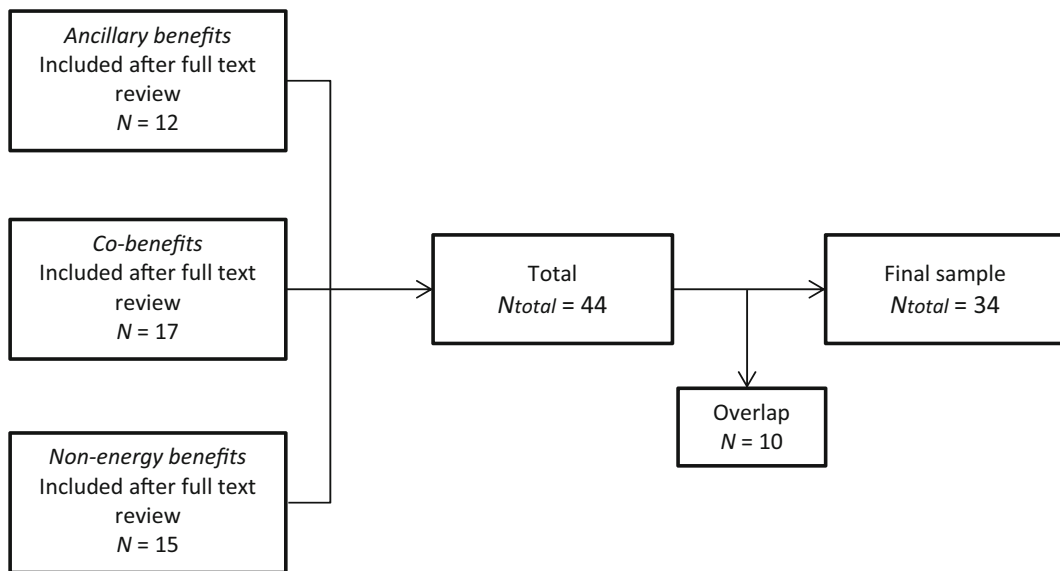 Ancillary benefits
Included after full text
review
N = 12
Co-benefits
Included after full text
review
N = 17
Non-energy benefits
Included after full text
review
N = 15
Total
Ntotal = 44
Overlap
N = 10
Final sample
Ntotal = 34